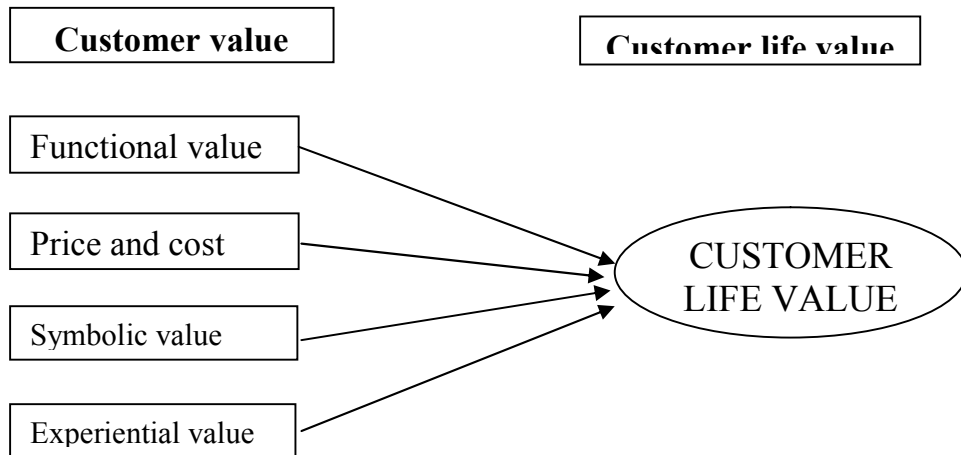 Customer value
Customer life value
Functional value
Price and cost
Symbolic value
Experiential value
CUSTOMER
LIFE VALUE